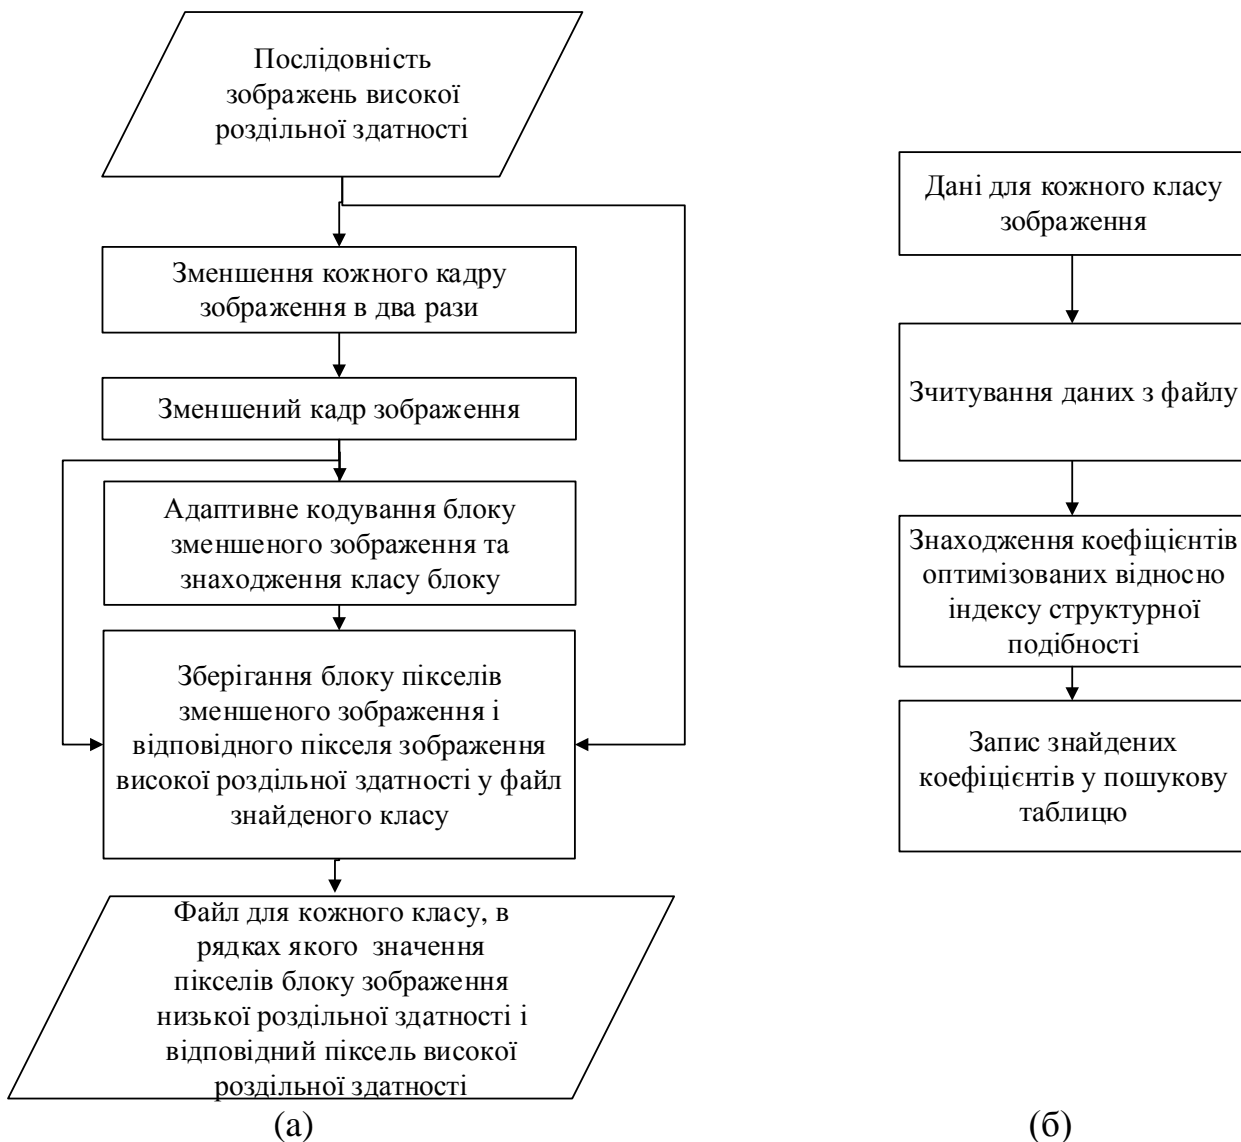 Послідовність
зображень високої
роздільної здатності
Зменшення кожного кадру
зображення в два рази
Зменшений кадр зображення
Адаптивне кодування блоку
зменшеного зображення та
знаходження класу блоку
Зберігання блоку пікселів
зменшеного зображення і
відповідного пікселя зображення
високої роздільної здатності у файл
знайденого класу
Файл для кожного класу, в
рядках якого значення
пікселів блоку зображення
низької роздільної здатності і
відповідний піксель високої
роздільної здатності
(а)
Дані для кожного класу
зображення
Зчитування даних з файлу
Знаходження коефіцієнтів
оптимізованих відносно
індексу структурної
подібності
Запис знайдених
коефіцієнтів у пошукову
таблицю
(б)